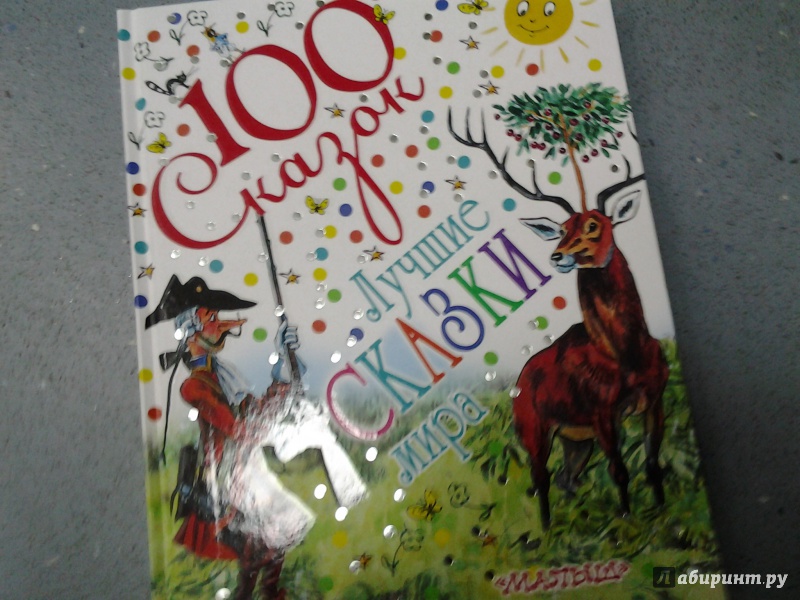 100
Сказок
Лучшие
СКАЗКИ
мира
«МАЛЫШ»
Лабиринт.ру